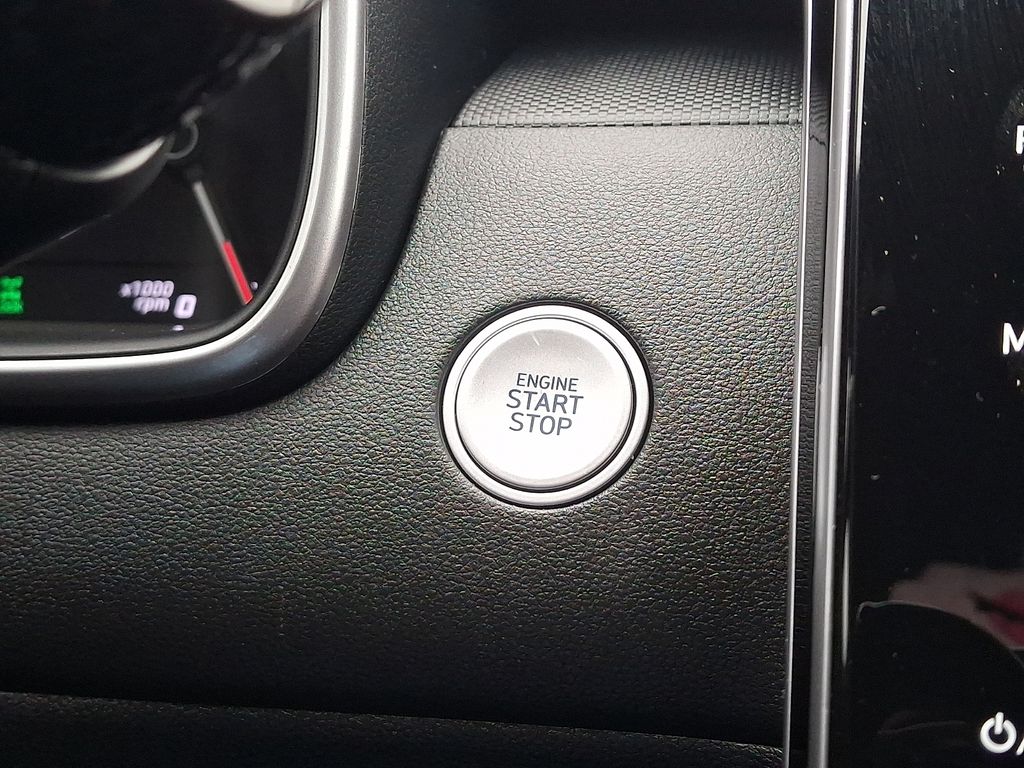 x1000
rpm 0
ENGINE
START
STOP
M